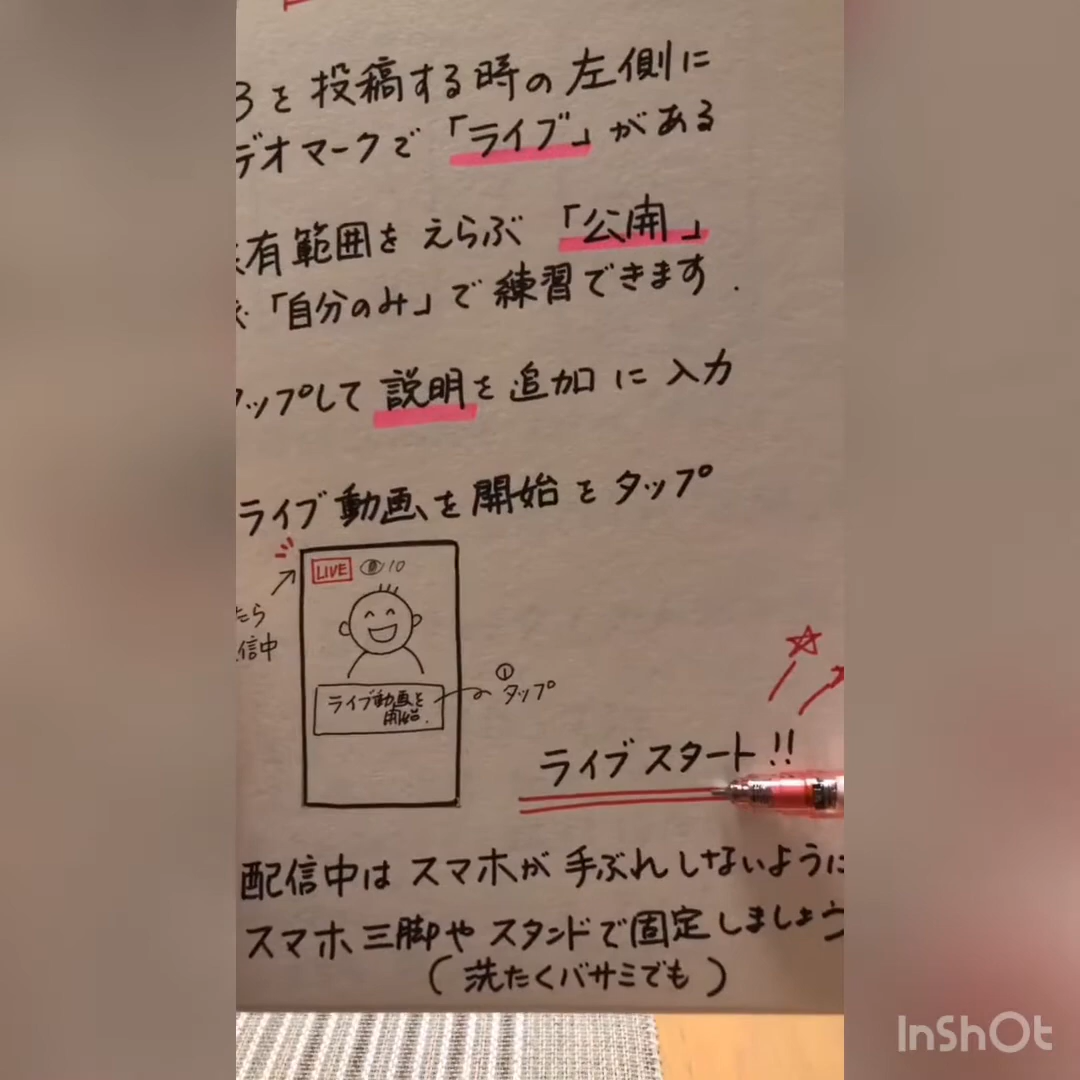 ろを投稿する時の左側に
デオマークで「ライブ」がある
有範囲をえらぶ「公開」
「自分のみ」で練習できます.
タップして説明を追加に入力
ライブ動画を開始をタップ
LIVE 10
たら
信中
① タップ
ライブ動画を
開始.
ライブスタート!!
配信中はスマホが手ぶれしないように
スマホ三脚やスタンドで固定しましょう
(洗たくバサミでも)
InShOt